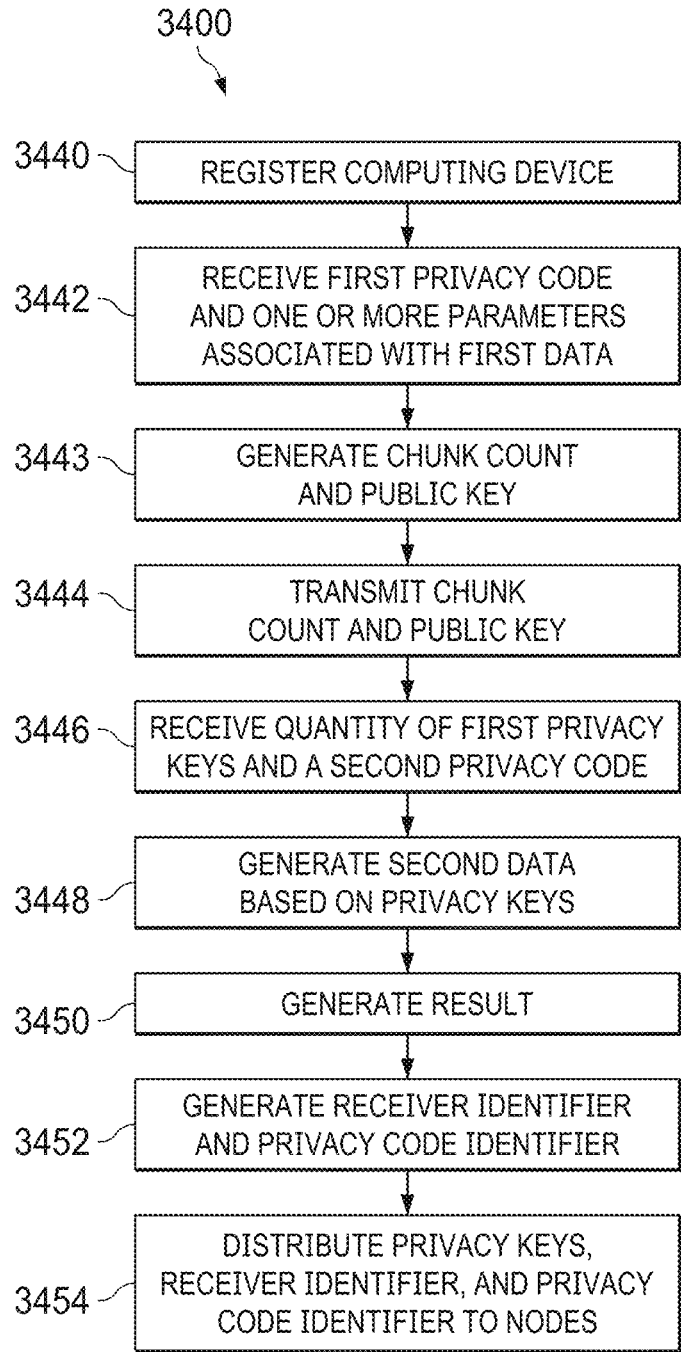 3400
3440
REGISTER COMPUTING DEVICE
3442
RECEIVE FIRST PRIVACY CODE
AND ONE OR MORE PARAMETERS
ASSOCIATED WITH FIRST DATA
3443
GENERATE CHUNK COUNT
AND PUBLIC KEY
3444
TRANSMIT CHUNK
COUNT AND PUBLIC KEY
3446
RECEIVE QUANTITY OF FIRST PRIVACY
KEYS AND A SECOND PRIVACY CODE
3448
GENERATE SECOND DATA
BASED ON PRIVACY KEYS
3450
GENERATE RESULT
3452
GENERATE RECEIVER IDENTIFIER
AND PRIVACY CODE IDENTIFIER
3454
DISTRIBUTE PRIVACY KEYS,
RECEIVER IDENTIFIER, AND PRIVACY
CODE IDENTIFIER TO NODES